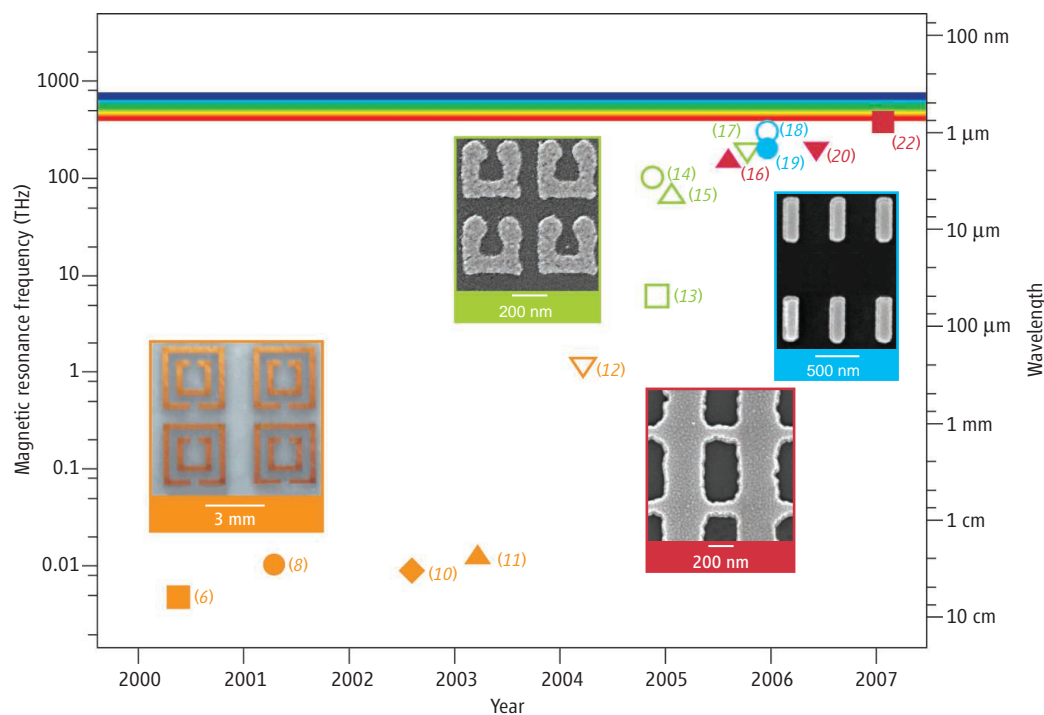 100 nm
1000
(17)
(18)
1 µm
(22)
(20)
(19)
(16)
100
(14)
(15)
10 µm
Magnetic resonance frequency (THz)
10
(13)
200 nm
100 µm
Wavelength
1
(12)
500 nm
1 mm
0.1
3 mm
1 cm
200 nm
0.01
(8)
(10)
(11)
(6)
10 cm
2000 2001 2002 2003 2004 2005 2006 2007
Year